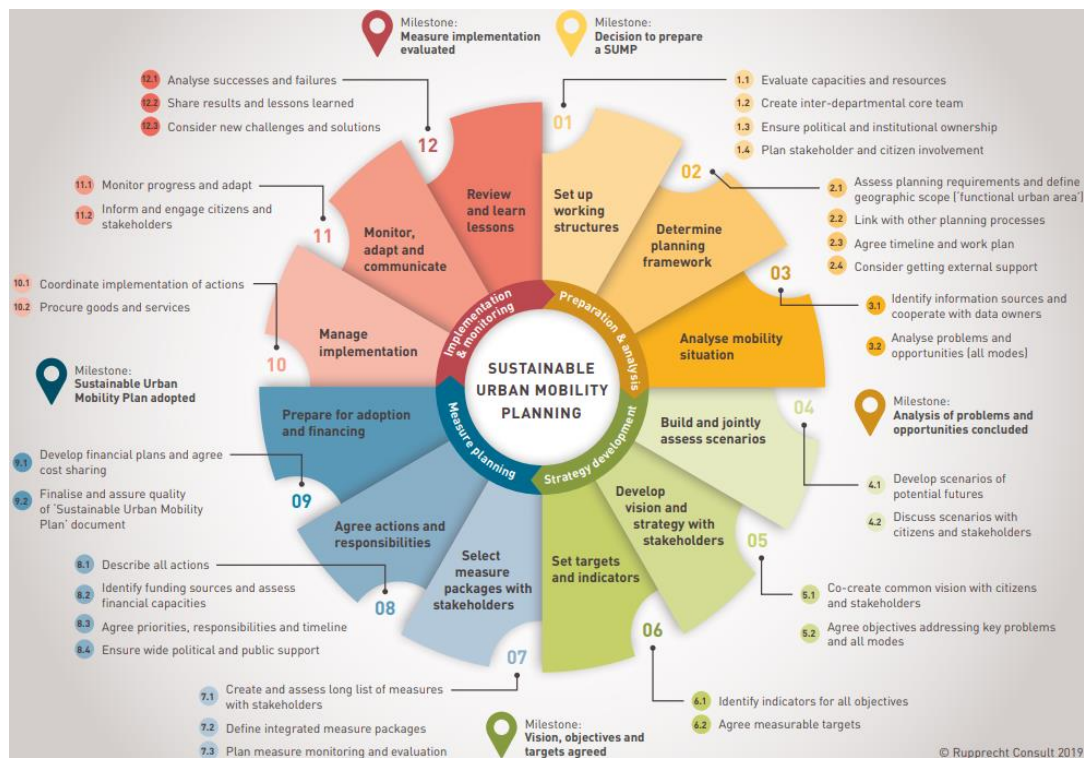 Milestone:
Measure implementation
evaluated
Milestone:
Decision to prepare
a SUMP
12.1 Analyse successes and failures
12.2 Share results and lessons learned
12.3 Consider new challenges and solutions
1.1 Evaluate capacities and resources
1.2 Create inter-departmental core team
1.3 Ensure political and institutional ownership
1.4 Plan stakeholder and citizen involvement
11.1 Monitor progress and adapt
11.2 Inform and engage citizens and
stakeholders
2.1 Assess planning requirements and define
geographic scope ('functional urban area')
2.2 Link with other planning processes
2.3 Agree timeline and work plan
2.4 Consider getting external support
10.1 Coordinate implementation of actions
10.2 Procure goods and services
3.1 Identify information sources and
cooperate with data owners
3.2 Analyse problems and
opportunities (all modes)
01
Set up
working
structures
02
Determine
planning
framework
03
Analyse mobility
situation
04
Build and jointly
assess scenarios
05
Develop
vision and
strategy with
stakeholders
06
Set targets
and indicators
07
Select
measure
packages with
stakeholders
08
Agree actions and
responsibilities
09
Prepare for adoption
and financing
10
Manage
implementation
11
Monitor,
adapt and
communicate
12
Review
and learn
lessons
Preparation & analysis
Strategy development
Measure planning
Implementation
& monitoring
SUSTAINABLE
URBAN MOBILITY
PLANNING
Milestone:
Sustainable Urban
Mobility Plan adopted
Milestone:
Analysis of problems and
opportunities concluded
9.1 Develop financial plans and agree
cost sharing
9.2 Finalise and assure quality
of 'Sustainable Urban Mobility
Plan' document
4.1 Develop scenarios of
potential futures
4.2 Discuss scenarios with
citizens and stakeholders
8.1 Describe all actions
8.2 Identify funding sources and assess
financial capacities
8.3 Agree priorities, responsibilities and timeline
8.4 Ensure wide political and public support
5.1 Co-create common vision with citizens
and stakeholders
5.2 Agree objectives addressing key problems
and all modes
7.1 Create and assess long list of measures
with stakeholders
7.2 Define integrated measure packages
7.3 Plan measure monitoring and evaluation
6.1 Identify indicators for all objectives
6.2 Agree measurable targets
Milestone:
Vision, objectives and
targets agreed
© Rupprecht Consult 2019